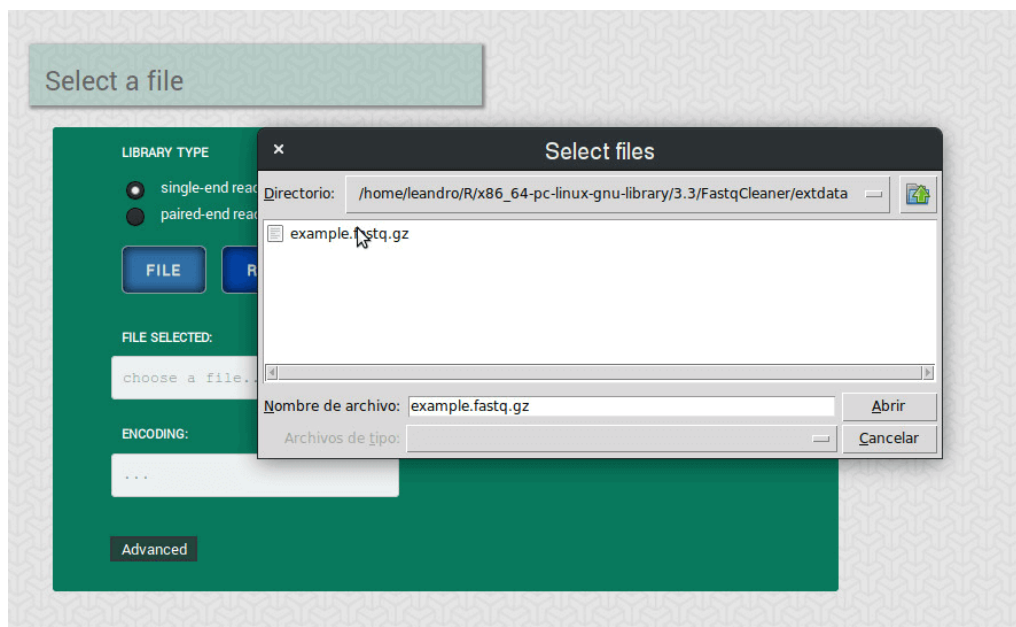 Select a file
LIBRARY TYPE
single-end read
paired-end read
FILE
R
FILE SELECTED:
choose a file..
ENCODING:
...
Advanced
× Select files
Directorio: /home/leandro/R/x86_64-pc-linux-gnu-library/3.3/FastqCleaner/extdata
example.fastq.gz
Nombre de archivo: example.fastq.gz Abrir
Archivos de tipo: Cancelar